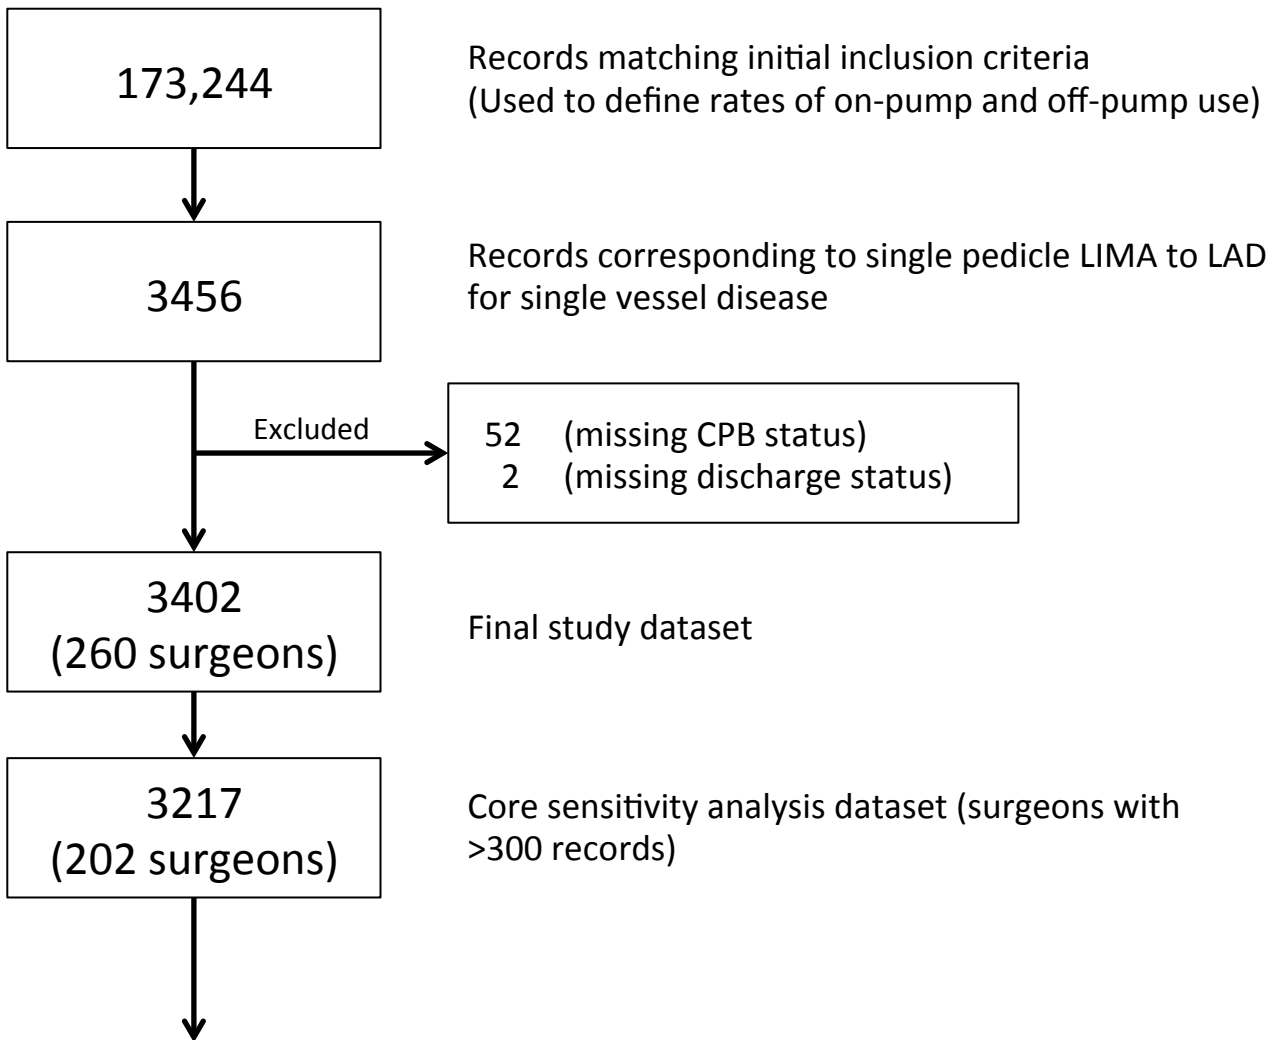 173,244
Records matching initial inclusion criteria
(Used to define rates of on-pump and off-pump use)
3456
Records corresponding to single pedicle LIMA to LAD
for single vessel disease
Excluded
52 (missing CPB status)
2 (missing discharge status)
3402
(260 surgeons)
Final study dataset
3217
(202 surgeons)
Core sensitivity analysis dataset (surgeons with
>300 records)